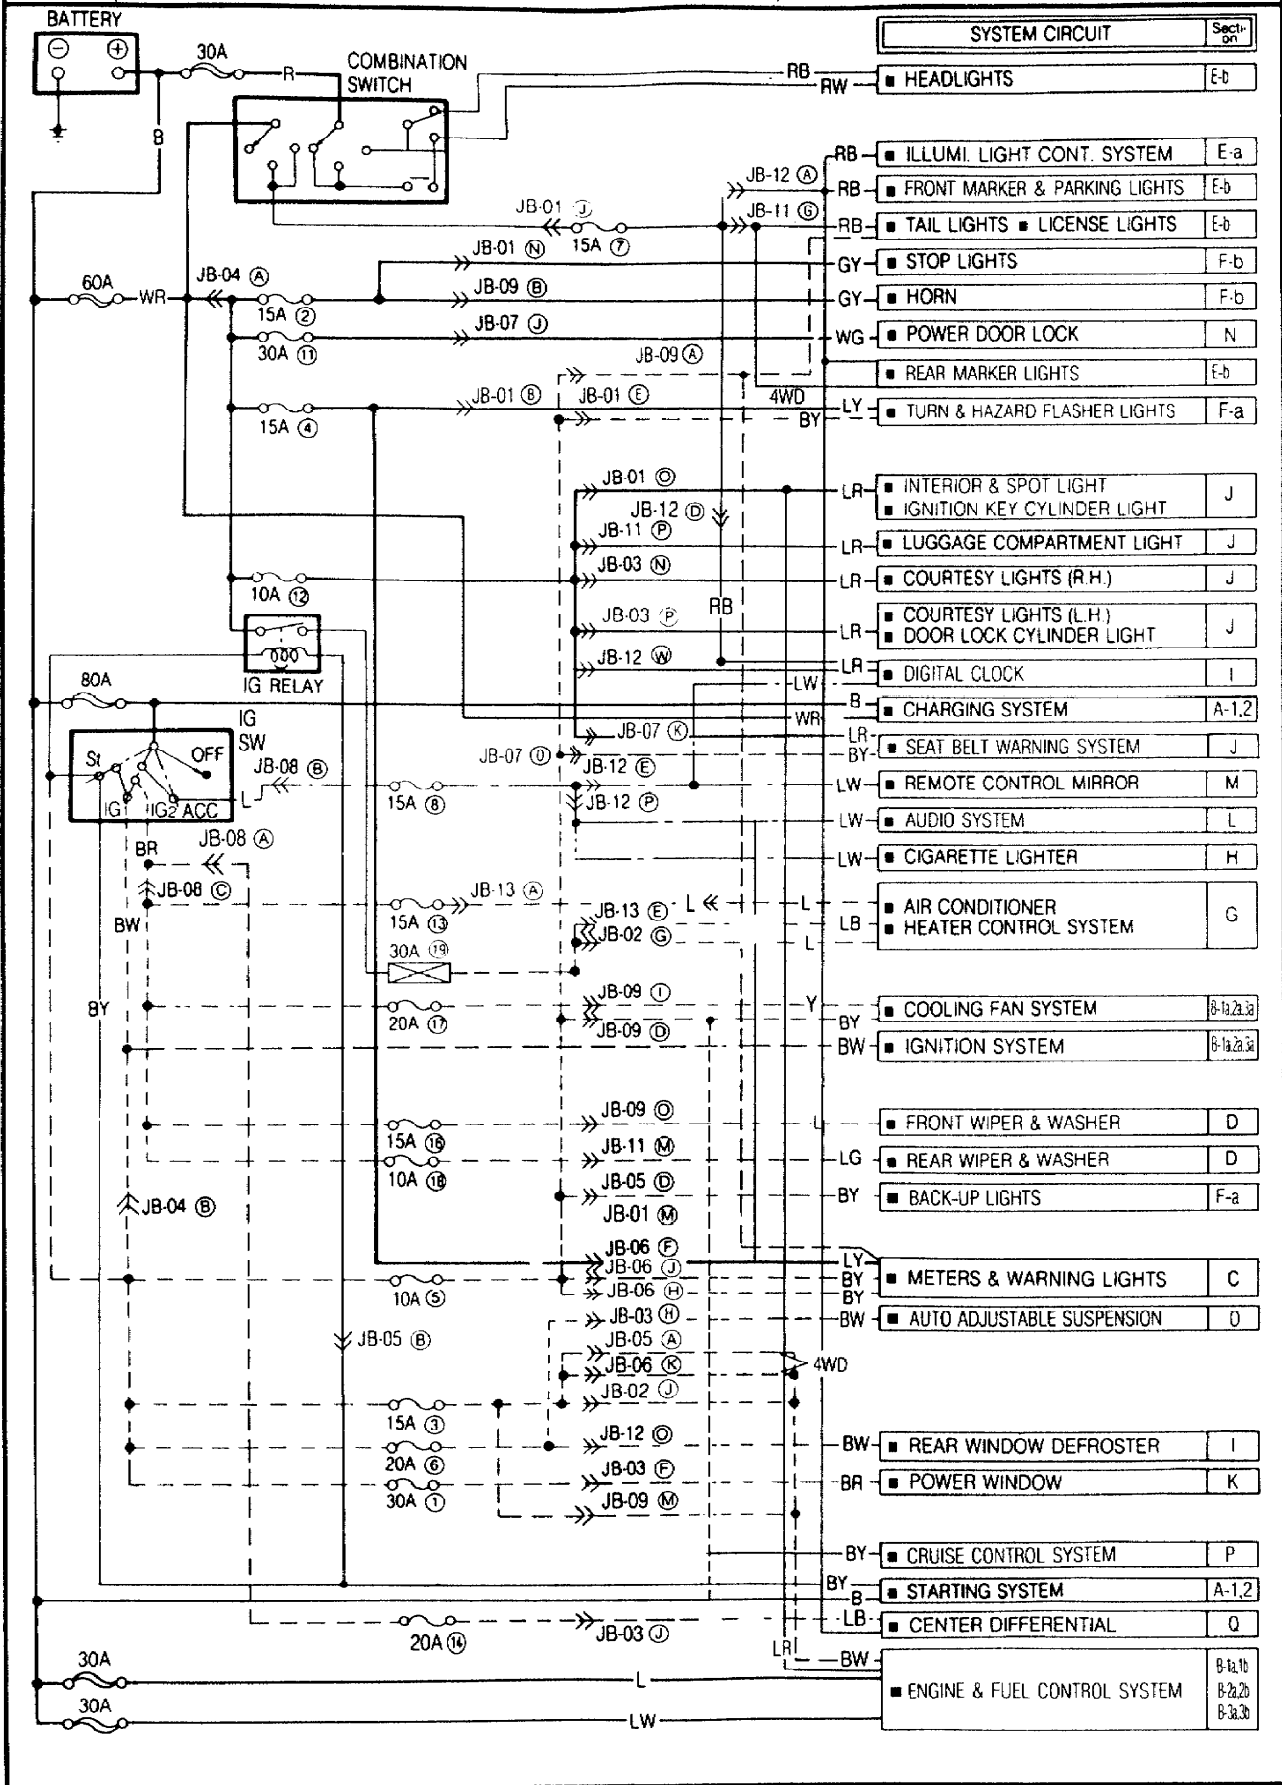 BATTERY
SYSTEM CIRCUIT Secti-on
30A
R
COMBINATION
SWITCH
RB
RW
■ HEADLIGHTS E-b
B
RB ■ ILLUMI. LIGHT CONT. SYSTEM E-a
JB-12 Ⓐ
RB ■ FRONT MARKER & PARKING LIGHTS E-b
JB-01 Ⓙ
JB-11 Ⓖ
15A ⑦
RB ■ TAIL LIGHTS ■ LICENSE LIGHTS E-b
JB-01 Ⓝ
GY ■ STOP LIGHTS F-b
60A
WR
JB-04 Ⓐ
15A ②
JB-09 Ⓑ
GY ■ HORN F-b
30A ⑪
JB-07 Ⓙ
WG ■ POWER DOOR LOCK N
JB-09 Ⓐ
■ REAR MARKER LIGHTS E-b
4WD
15A ④
JB-01 Ⓑ
JB-01 Ⓔ
LY
BY
■ TURN & HAZARD FLASHER LIGHTS F-a
JB-01 Ⓞ
LR ■ INTERIOR & SPOT LIGHT J
■ IGNITION KEY CYLINDER LIGHT
JB-12 Ⓓ
JB-11 Ⓟ
LR ■ LUGGAGE COMPARTMENT LIGHT J
JB-03 Ⓝ
10A ⑫
LR ■ COURTESY LIGHTS (R.H.) J
RB
JB-03 Ⓟ
LR ■ COURTESY LIGHTS (L.H.) J
■ DOOR LOCK CYLINDER LIGHT
IG RELAY
JB-12 Ⓦ
LR
LW
■ DIGITAL CLOCK I
80A
B
WR
■ CHARGING SYSTEM A-1,2
IG
SW
St
OFF
IG
IG2
ACC
L
JB-07 Ⓚ
JB-07 Ⓞ
LR
BY
■ SEAT BELT WARNING SYSTEM J
JB-08 Ⓑ
15A ⑧
JB-12 Ⓔ
LW ■ REMOTE CONTROL MIRROR M
JB-12 Ⓟ
LW ■ AUDIO SYSTEM L
JB-08 Ⓐ
BR
LW ■ CIGARETTE LIGHTER H
JB-08 Ⓒ
15A ⑬
JB-13 Ⓐ
L
L
■ AIR CONDITIONER G
BW
JB-13 Ⓔ
LB ■ HEATER CONTROL SYSTEM
JB-02 Ⓖ
L
30A ⑲
BY
20A ⑰
JB-09 Ⓘ
Y
■ COOLING FAN SYSTEM B-1a,2a,3a
JB-09 Ⓓ
BY
BW ■ IGNITION SYSTEM B-1a,2a,3a
15A ⑯
JB-09 Ⓞ
L ■ FRONT WIPER & WASHER D
10A ⑱
JB-11 Ⓜ
LG ■ REAR WIPER & WASHER D
JB-04 Ⓑ
JB-05 Ⓓ
BY ■ BACK-UP LIGHTS F-a
JB-01 Ⓜ
JB-06 Ⓕ
LY
10A ⑤
JB-06 Ⓙ
BY ■ METERS & WARNING LIGHTS C
JB-06 Ⓗ
BY
JB-03 Ⓗ
BW ■ AUTO ADJUSTABLE SUSPENSION O
JB-05 Ⓑ
JB-05 Ⓐ
JB-06 Ⓚ
4WD
JB-02 Ⓙ
15A ③
JB-12 Ⓞ
20A ⑥
BW ■ REAR WINDOW DEFROSTER I
JB-03 Ⓕ
30A ①
BR ■ POWER WINDOW K
JB-09 Ⓜ
BY ■ CRUISE CONTROL SYSTEM P
BY
B
■ STARTING SYSTEM A-1,2
20A ⑭
JB-03 Ⓙ
LB ■ CENTER DIFFERENTIAL Q
LR
BW
30A
L
■ ENGINE & FUEL CONTROL SYSTEM B-1a,1b
B-2a,2b
B-3a,3b
30A
LW